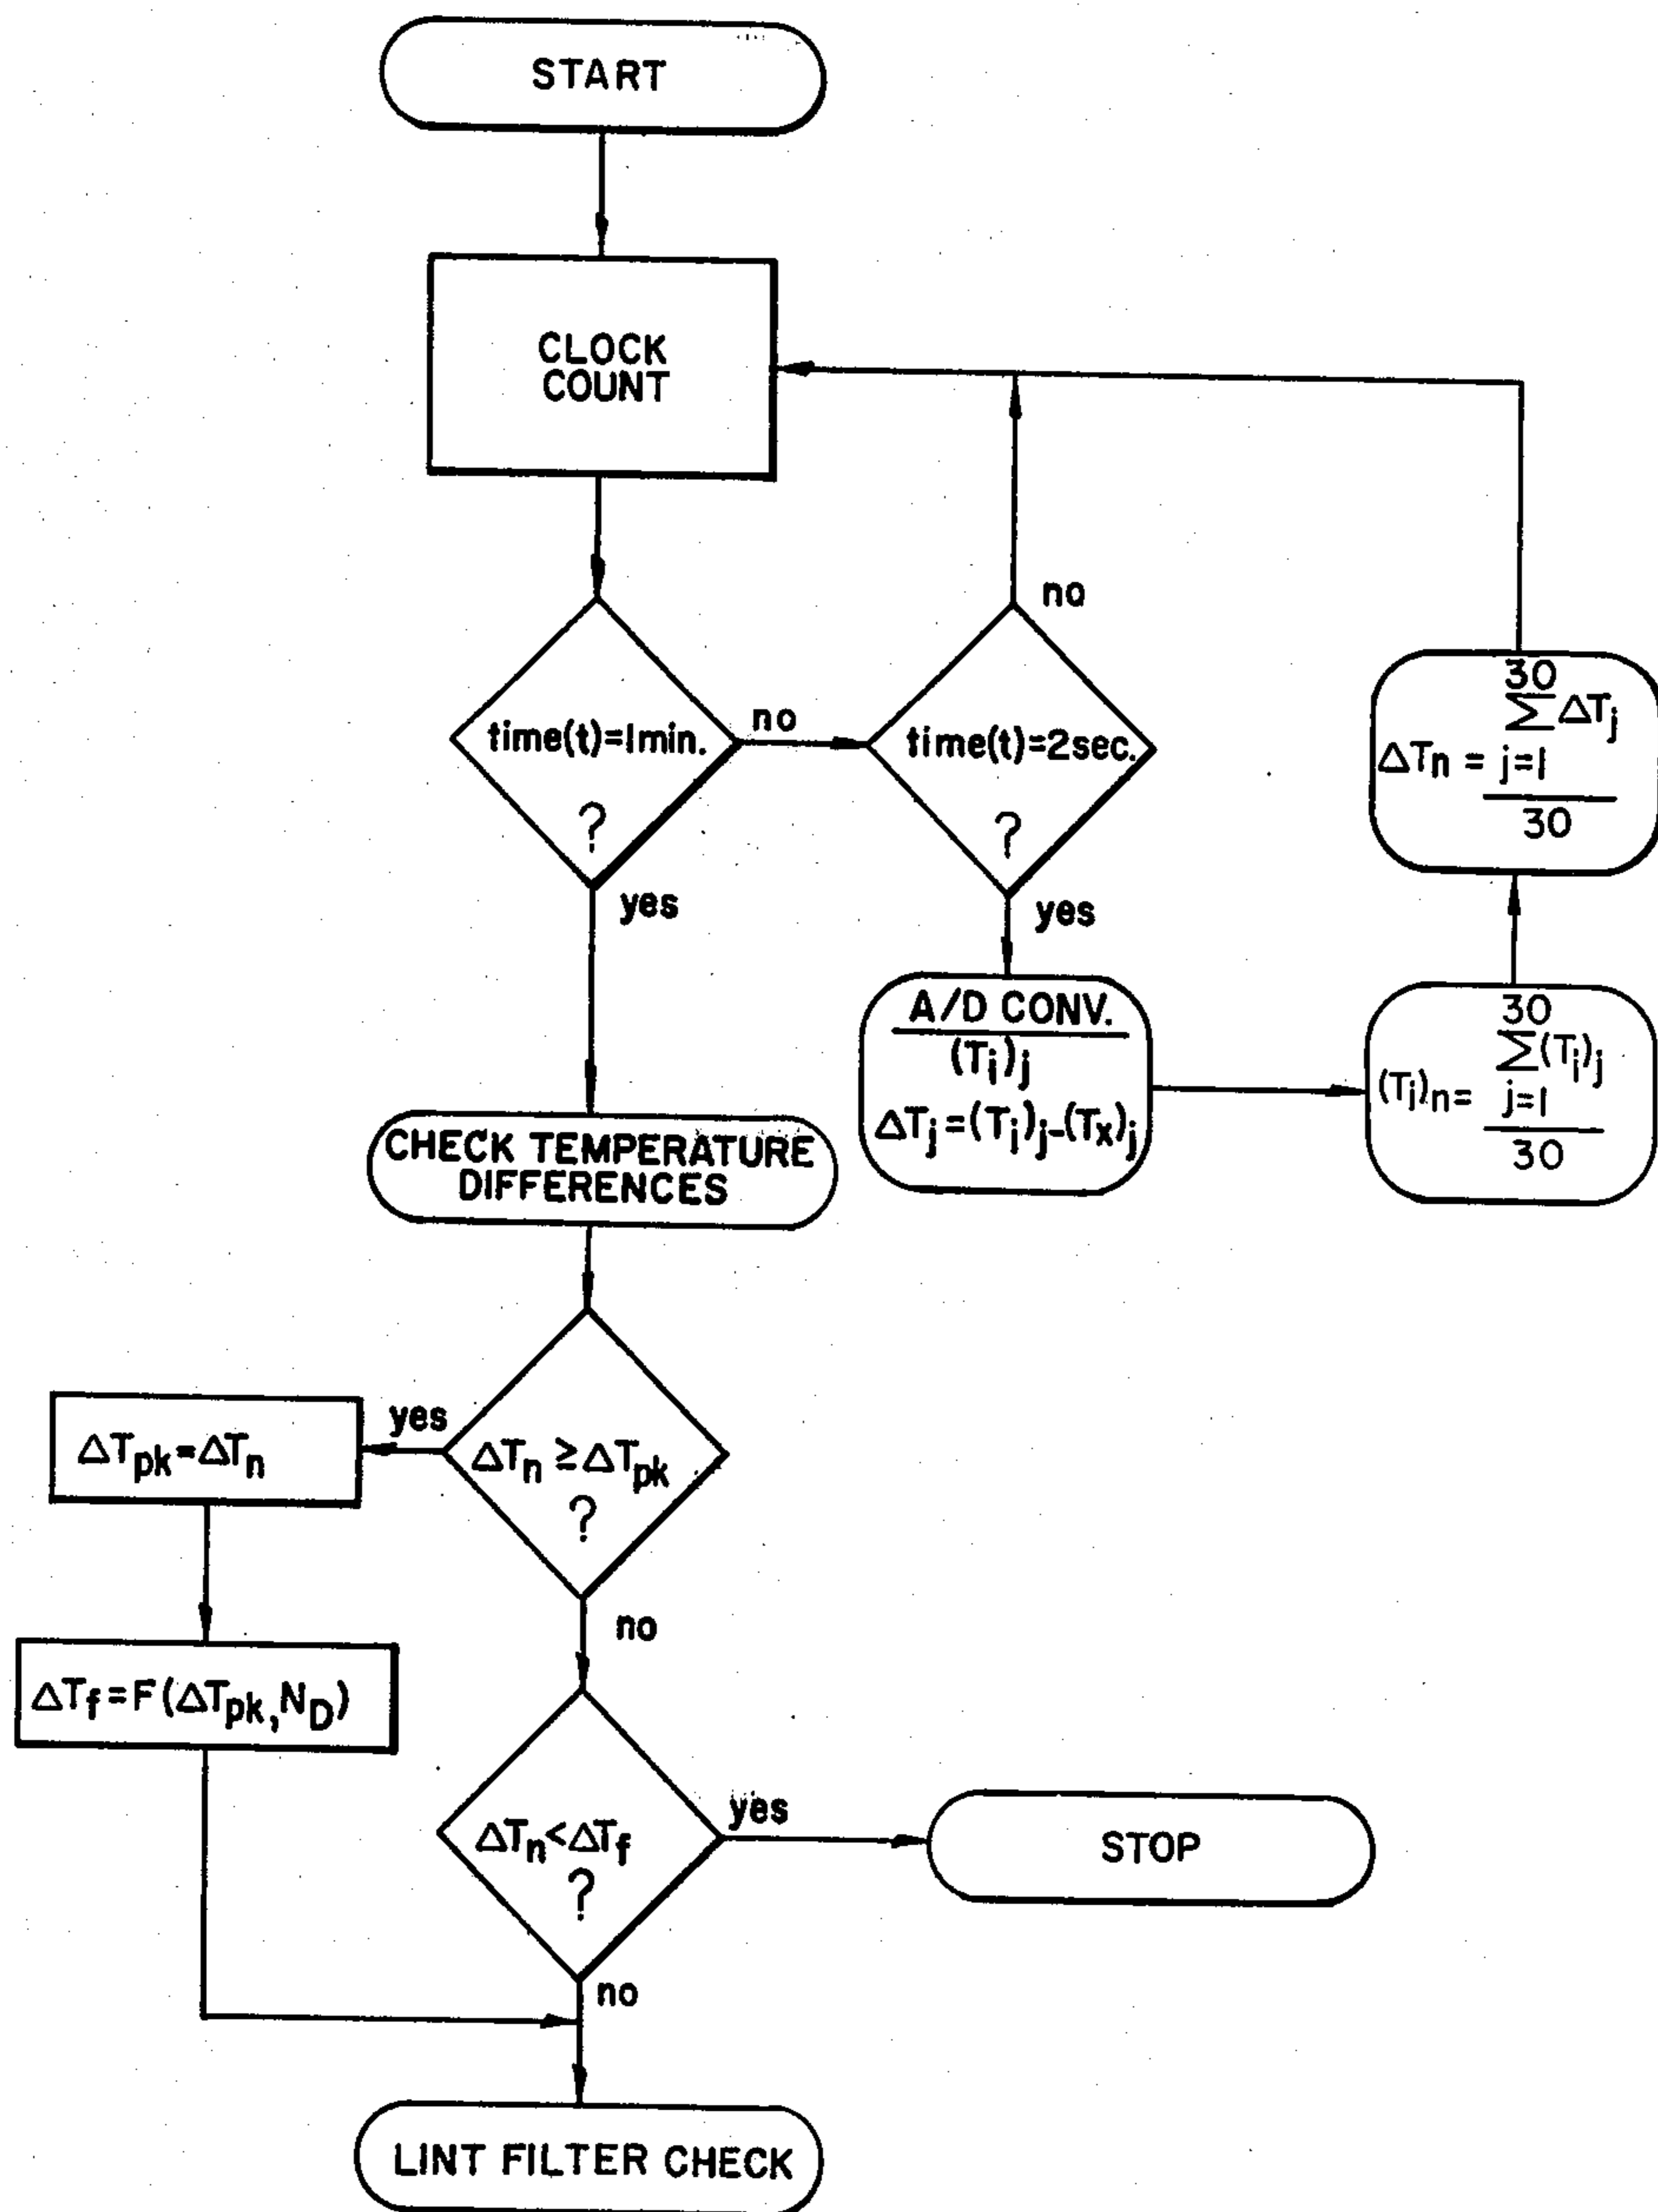 START
CLOCK
COUNT
time(t)=1min.
?
no
yes
time(t)=2sec.
?
no
yes
A/D CONV.
(Ti)j
ΔTj=(Ti)j-(Tx)j
30
Σ(Ti)j
(Tj)n= j=1
30
30
ΣΔTj
ΔTn = j=1
30
CHECK TEMPERATURE
DIFFERENCES
ΔTn ≥ ΔTpk
?
yes
no
ΔTpk=ΔTn
ΔTf=F(ΔTpk,ND)
ΔTn<ΔTf
?
yes
no
STOP
LINT FILTER CHECK